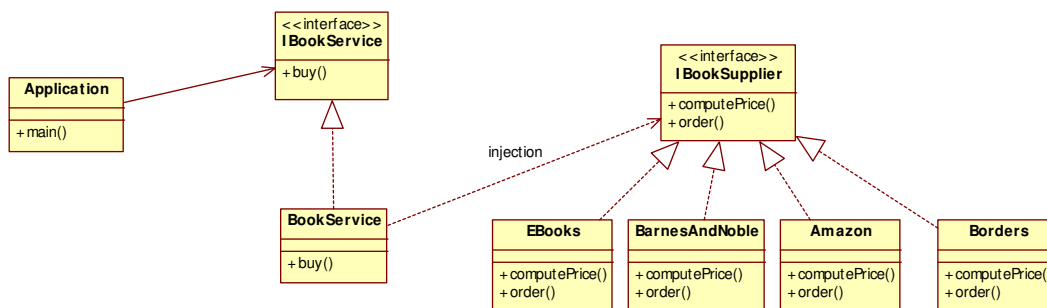 <<interface>>
IBookService
+buy()
Application
+main()
<<interface>>
IBookSupplier
+computePrice()
+order()
injection
BookService
+buy()
EBooks
+computePrice()
+order()
BarnesAndNoble
+computePrice()
+order()
Amazon
+computePrice()
+order()
Borders
+computePrice()
+order()